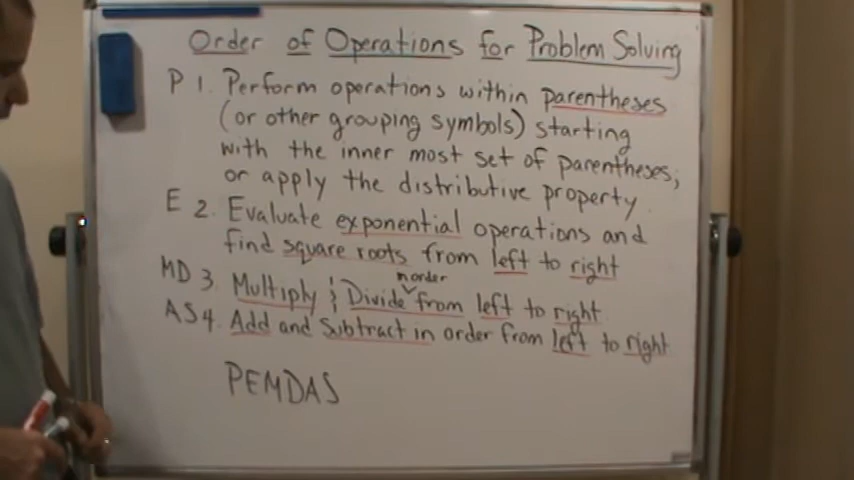 Order of Operations for Problem Solving
P 1. Perform operations within parentheses
(or other grouping symbols) starting
with the inner most set of parentheses;
or apply the distributive property.
E 2. Evaluate exponential operations and
find square roots from left to right
MD 3 Multiply & Divide in order from left to right
AS 4. Add and Subtract in order from left to right
PEMDAS